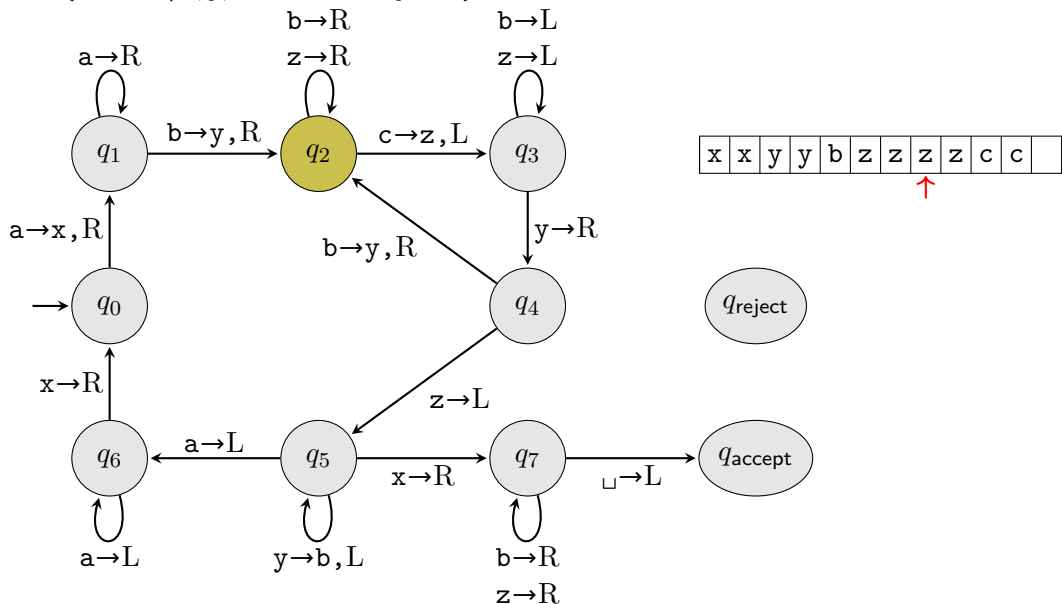 b→R b→L
a→R z→R z→L
q1 b→y,R q2 c→z,L q3 x x y y b z z z z c c
↑
a→x,R b→y,R y→R
q0 q4 qreject
x→R z→L
q6 a→L q5 x→R q7 ␣→L qaccept
a→L y→b,L b→R
z→R